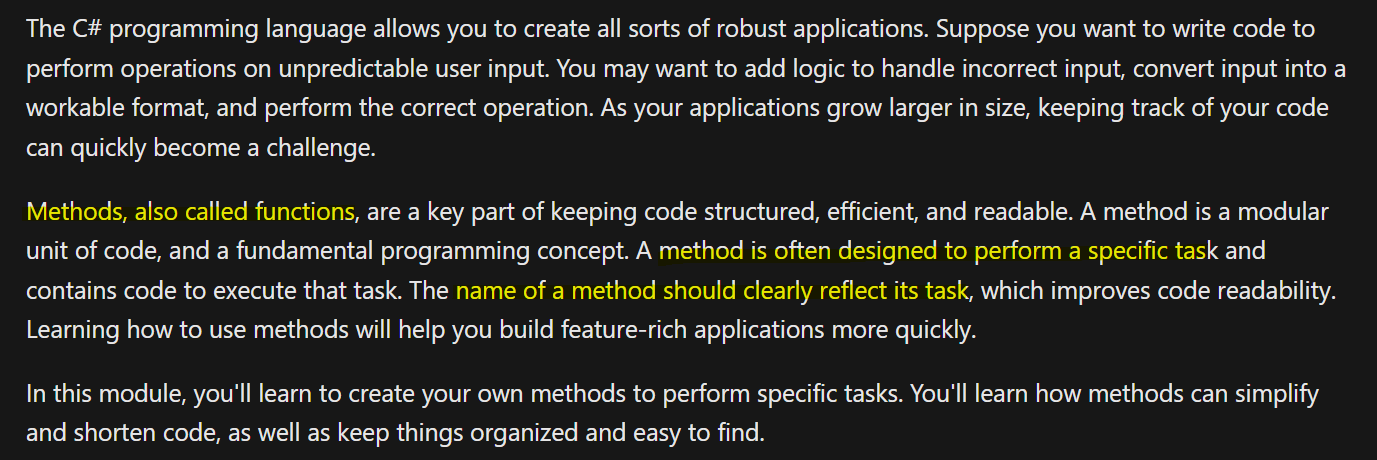 The C# programming language allows you to create all sorts of robust applications. Suppose you want to write code to
perform operations on unpredictable user input. You may want to add logic to handle incorrect input, convert input into a
workable format, and perform the correct operation. As your applications grow larger in size, keeping track of your code
can quickly become a challenge.
Methods, also called functions, are a key part of keeping code structured, efficient, and readable. A method is a modular
unit of code, and a fundamental programming concept. A method is often designed to perform a specific task and
contains code to execute that task. The name of a method should clearly reflect its task, which improves code readability.
Learning how to use methods will help you build feature-rich applications more quickly.
In this module, you'll learn to create your own methods to perform specific tasks. You'll learn how methods can simplify
and shorten code, as well as keep things organized and easy to find.